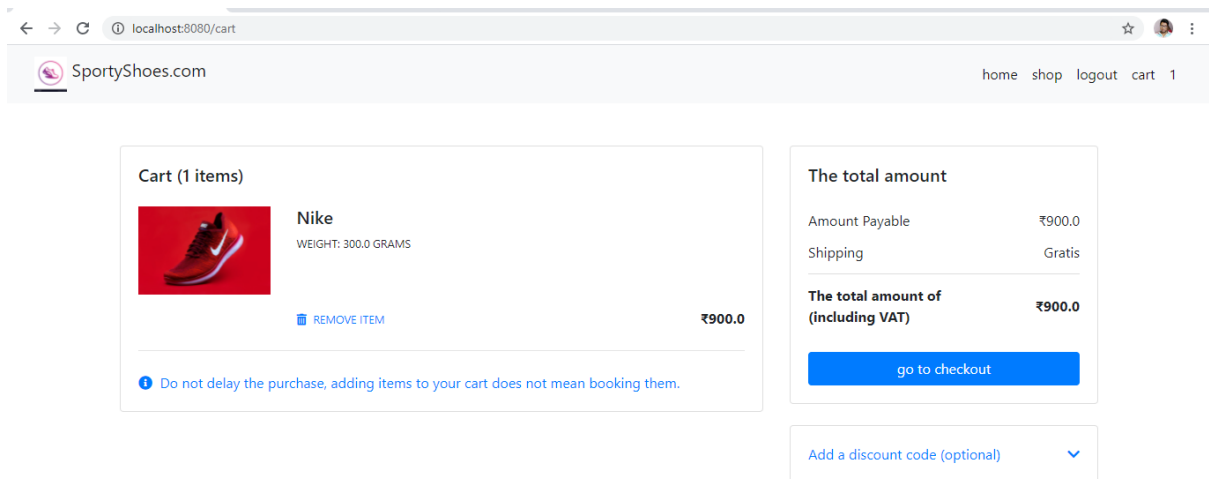 localhost:8080/cart
SportyShoes.com
home shop logout cart 1
Cart (1 items)
Nike
WEIGHT: 300.0 GRAMS
REMOVE ITEM
₹900.0
Do not delay the purchase, adding items to your cart does not mean booking them.
The total amount
Amount Payable ₹900.0
Shipping Gratis
The total amount of
(including VAT) ₹900.0
go to checkout
Add a discount code (optional)